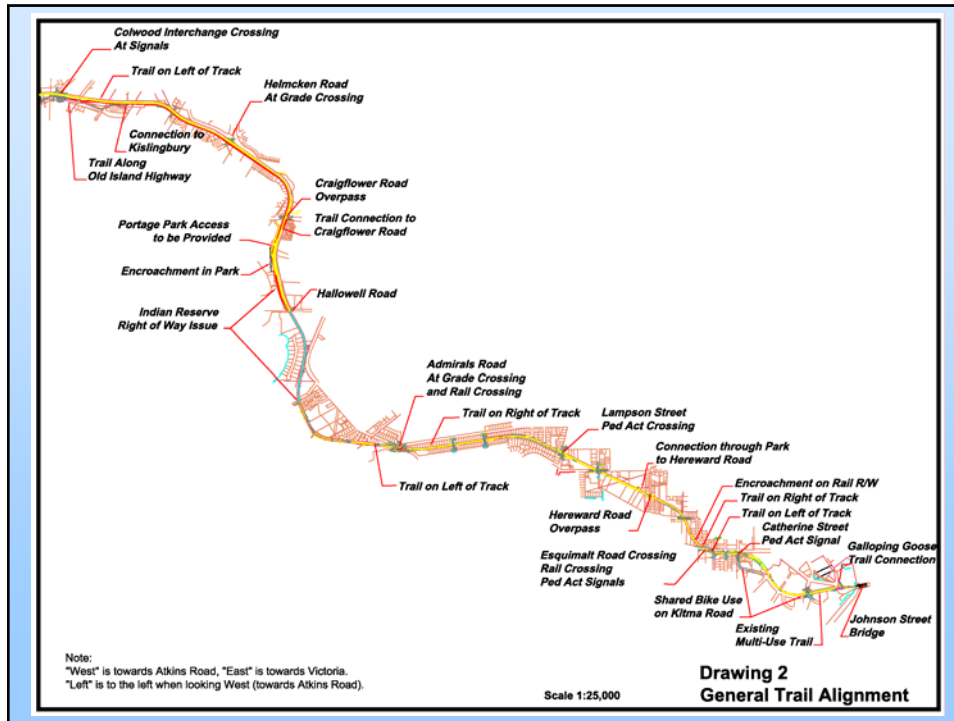 Colwood Interchange Crossing
At Signals
Trail on Left of Track
Helmcken Road
At Grade Crossing
Connection to
Kislingbury
Trail Along
Old Island Highway
Craigflower Road
Overpass
Trail Connection to
Craigflower Road
Portage Park Access
to be Provided
Encroachment in Park
Hallowell Road
Indian Reserve
Right of Way Issue
Admirals Road
At Grade Crossing
and Rail Crossing
Trail on Right of Track
Lampson Street
Ped Act Crossing
Connection through Park
to Hereward Road
Trail on Left of Track
Encroachment on Rail R/W
Trail on Right of Track
Trail on Left of Track
Hereward Road
Overpass
Catherine Street
Ped Act Signal
Galloping Goose
Trail Connection
Esquimalt Road Crossing
Rail Crossing
Ped Act Signals
Shared Bike Use
on Kitma Road
Existing
Multi-Use Trail
Johnson Street
Bridge
Note:
"West" is towards Atkins Road, "East" is towards Victoria.
"Left" is to the left when looking West (towards Atkins Road).
Scale 1:25,000
Drawing 2
General Trail Alignment